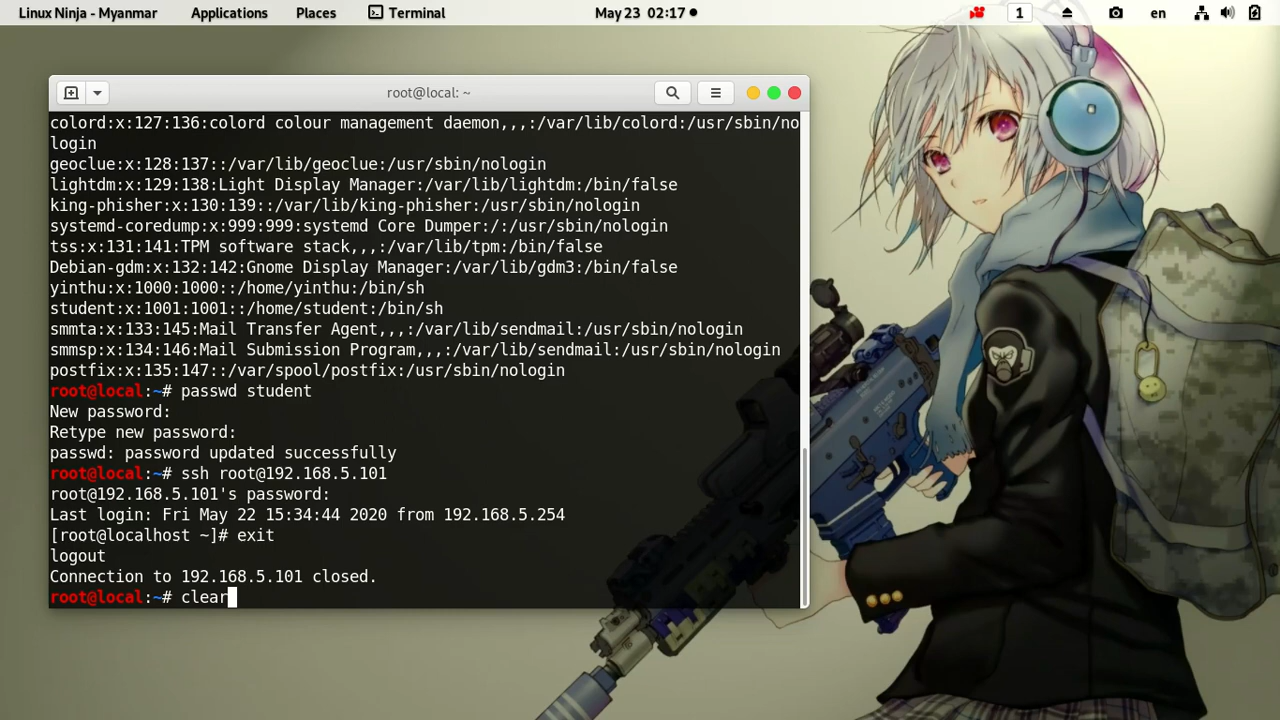 Linux Ninja - Myanmar Applications Places Terminal May 23 02:17 1 en
root@local: ~
colord:x:127:136:colord colour management daemon,,,:/var/lib/colord:/usr/sbin/no
login
geoclue:x:128:137::/var/lib/geoclue:/usr/sbin/nologin
lightdm:x:129:138:Light Display Manager:/var/lib/lightdm:/bin/false
king-phisher:x:130:139::/var/lib/king-phisher:/usr/sbin/nologin
systemd-coredump:x:999:999:systemd Core Dumper:/:/usr/sbin/nologin
tss:x:131:141:TPM software stack,,,:/var/lib/tpm:/bin/false
Debian-gdm:x:132:142:Gnome Display Manager:/var/lib/gdm3:/bin/false
yinthu:x:1000:1000::/home/yinthu:/bin/sh
student:x:1001:1001::/home/student:/bin/sh
smmta:x:133:145:Mail Transfer Agent,,,:/var/lib/sendmail:/usr/sbin/nologin
smmsp:x:134:146:Mail Submission Program,,,:/var/lib/sendmail:/usr/sbin/nologin
postfix:x:135:147::/var/spool/postfix:/usr/sbin/nologin
root@local:~# passwd student
New password:
Retype new password:
passwd: password updated successfully
root@local:~# ssh root@192.168.5.101
root@192.168.5.101's password:
Last login: Fri May 22 15:34:44 2020 from 192.168.5.254
[root@localhost ~]# exit
logout
Connection to 192.168.5.101 closed.
root@local:~# clear